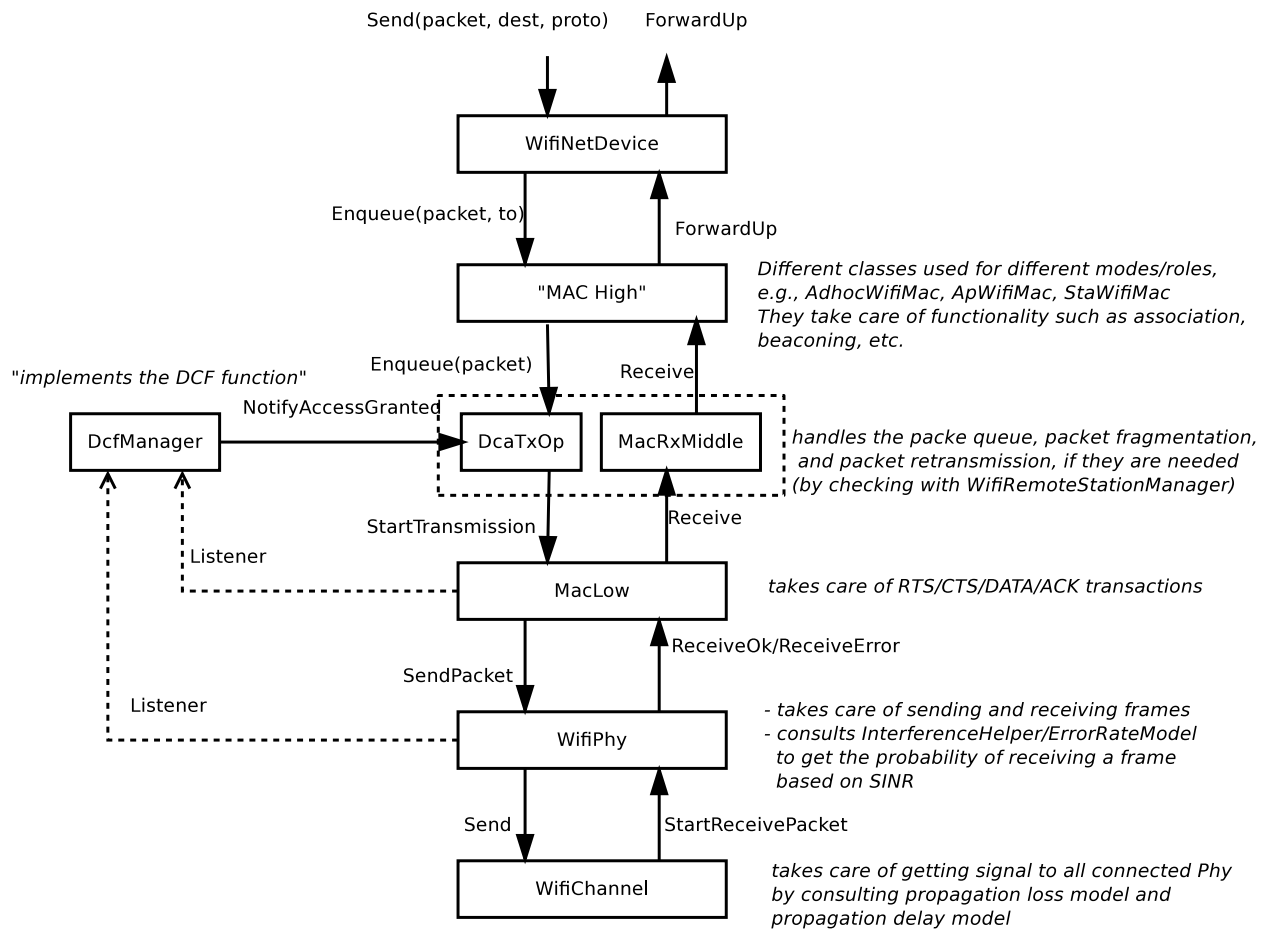 Send(packet, dest, proto)
ForwardUp
WifiNetDevice
Enqueue(packet, to)
ForwardUp
"MAC High"
Different classes used for different modes/roles,
e.g., AdhocWifiMac, ApWifiMac, StaWifiMac
They take care of functionality such as association,
beaconing, etc.
Enqueue(packet)
Receive
"implements the DCF function"
NotifyAccessGranted
DcfManager
DcaTxOp
MacRxMiddle
handles the packe queue, packet fragmentation,
and packet retransmission, if they are needed
(by checking with WifiRemoteStationManager)
StartTransmission
Receive
Listener
MacLow
takes care of RTS/CTS/DATA/ACK transactions
ReceiveOk/ReceiveError
SendPacket
Listener
WifiPhy
- takes care of sending and receiving frames
- consults InterferenceHelper/ErrorRateModel
to get the probability of receiving a frame
based on SINR
Send
StartReceivePacket
WifiChannel
takes care of getting signal to all connected Phy
by consulting propagation loss model and
propagation delay model